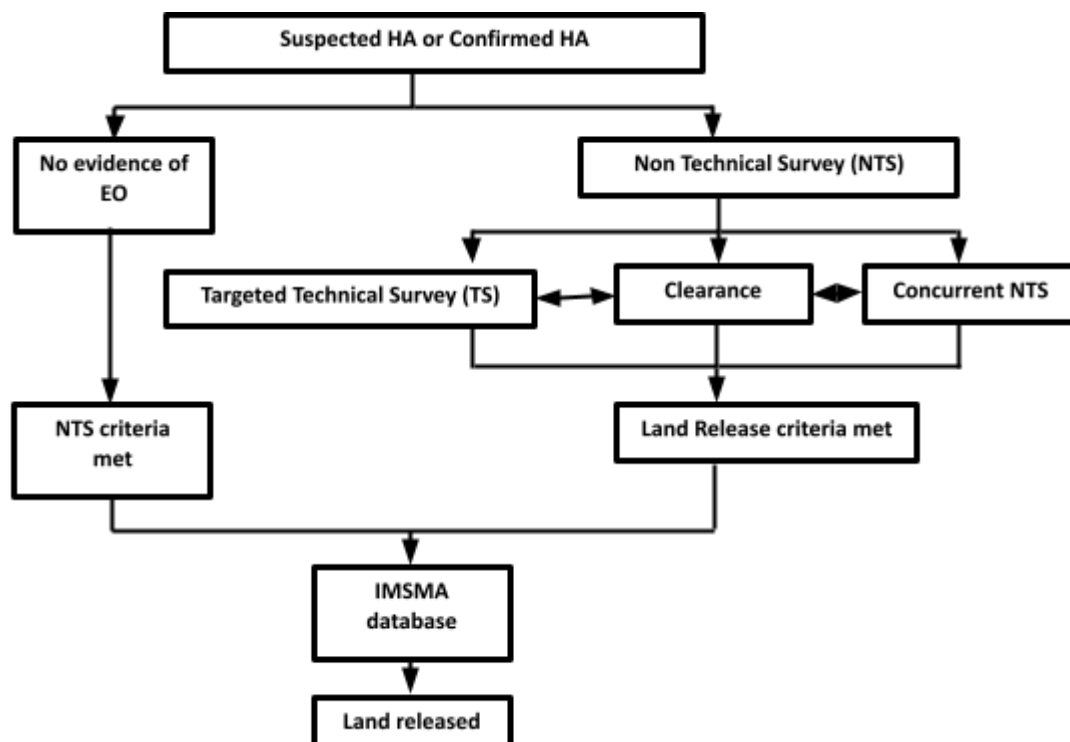 Suspected HA or Confirmed HA
No evidence of
EO
Non Technical Survey (NTS)
Targeted Technical Survey (TS)
Clearance
Concurrent NTS
NTS criteria
met
Land Release criteria met
IMSMA
database
Land released